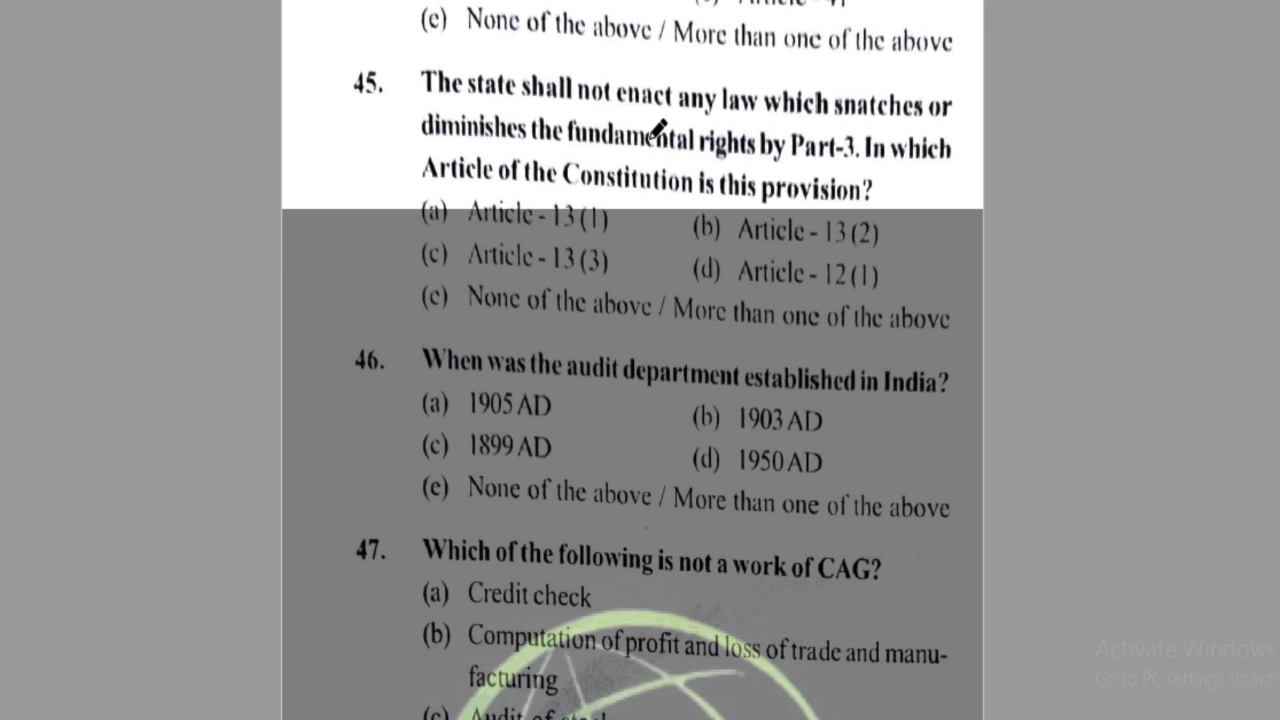 (e) None of the above / More than one of the above
45. The state shall not enact any law which snatches or
diminishes the fundamental rights by Part-3. In which
Article of the Constitution is this provision?
(a) Article - 13 (1) (b) Article - 13 (2)
(c) Article - 13 (3) (d) Article - 12 (1)
(e) None of the above / More than one of the above
46. When was the audit department established in India?
(a) 1905 AD (b) 1903 AD
(c) 1899 AD (d) 1950 AD
(e) None of the above / More than one of the above
47. Which of the following is not a work of CAG?
(a) Credit check
(b) Computation of profit and loss of trade and manu-
facturing
(c) Audit of
Activate Windows
Go to PC settings to